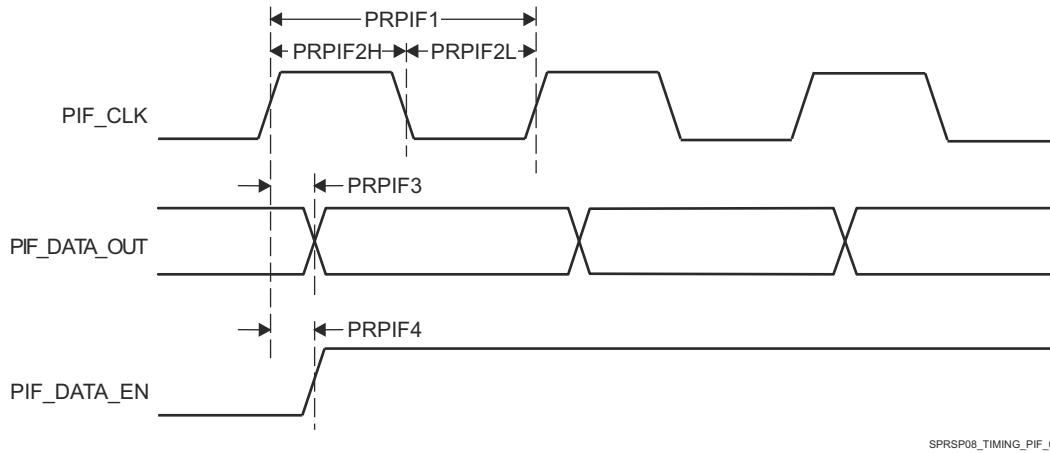 PRPIF1
PRPIF2H PRPIF2L
PIF_CLK
PRPIF3
PIF_DATA_OUT
PRPIF4
PIF_DATA_EN